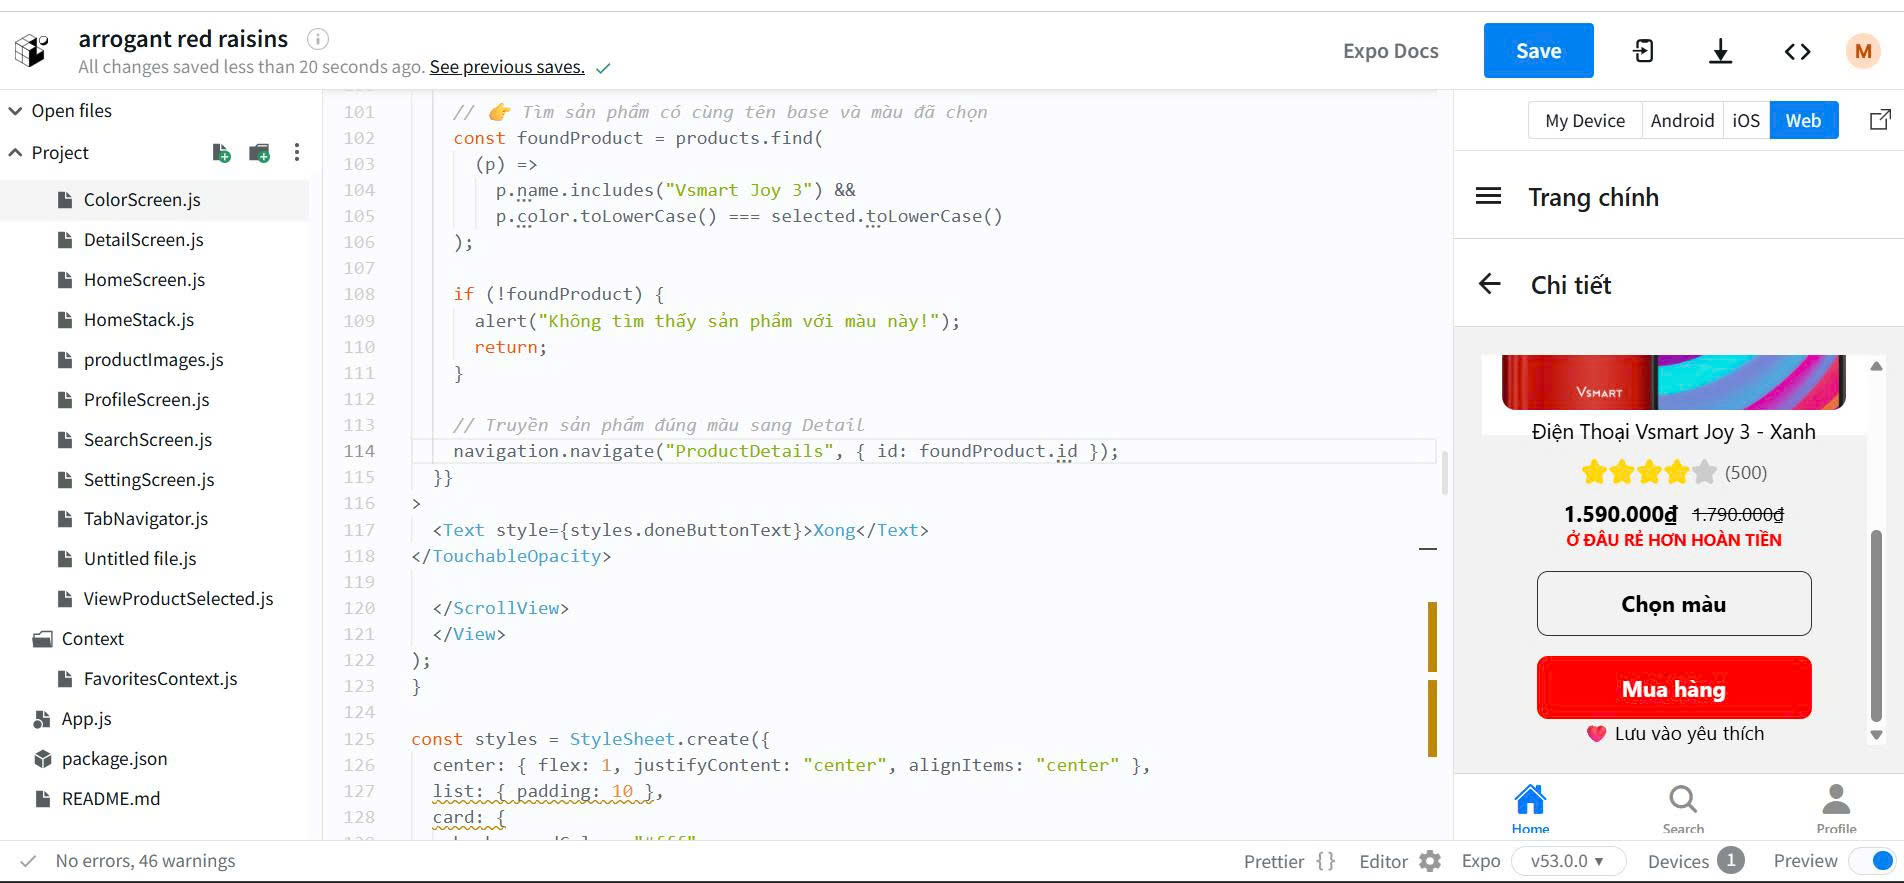 arrogant red raisins
All changes saved less than 20 seconds ago. See previous saves.
Expo Docs
Save
M
Open files
Project
ColorScreen.js
DetailScreen.js
HomeScreen.js
HomeStack.js
productImages.js
ProfileScreen.js
SearchScreen.js
SettingScreen.js
TabNavigator.js
Untitled file.js
ViewProductSelected.js
Context
FavoritesContext.js
App.js
package.json
README.md
101 // 👉 Tìm sản phẩm có cùng tên base và màu đã chọn
102 const foundProduct = products.find(
103 (p) =>
104 p.name.includes("Vsmart Joy 3") &&
105 p.color.toLowerCase() === selected.toLowerCase()
106 );
107
108 if (!foundProduct) {
109 alert("Không tìm thấy sản phẩm với màu này!");
110 return;
111 }
112
113 // Truyền sản phẩm đúng màu sang Detail
114 navigation.navigate("ProductDetails", { id: foundProduct.id });
115 }}
116 >
117 <Text style={styles.doneButtonText}>Xong</Text>
118 </TouchableOpacity>
119
120 </ScrollView>
121 </View>
122 );
123 }
124
125 const styles = StyleSheet.create({
126 center: { flex: 1, justifyContent: "center", alignItems: "center" },
127 list: { padding: 10 },
128 card: {
My Device Android iOS Web
Trang chính
Chi tiết
VSMART
Điện Thoại Vsmart Joy 3 - Xanh
(500)
1.590.000₫ 1.790.000₫
Ở ĐÂU RẺ HƠN HOÀN TIỀN
Chọn màu
Mua hàng
Lưu vào yêu thích
Home Search Profile
No errors, 46 warnings
Prettier {} Editor Expo v53.0.0 Devices 1 Preview